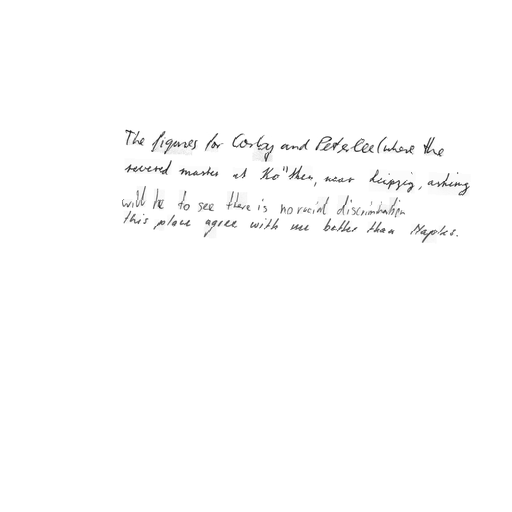 The figures for Corby and Peterlee (where the
revered master at Ko"then, near Leipzig, asking
will be to see there is no racial discrimination
this place agree with me better than Naples.